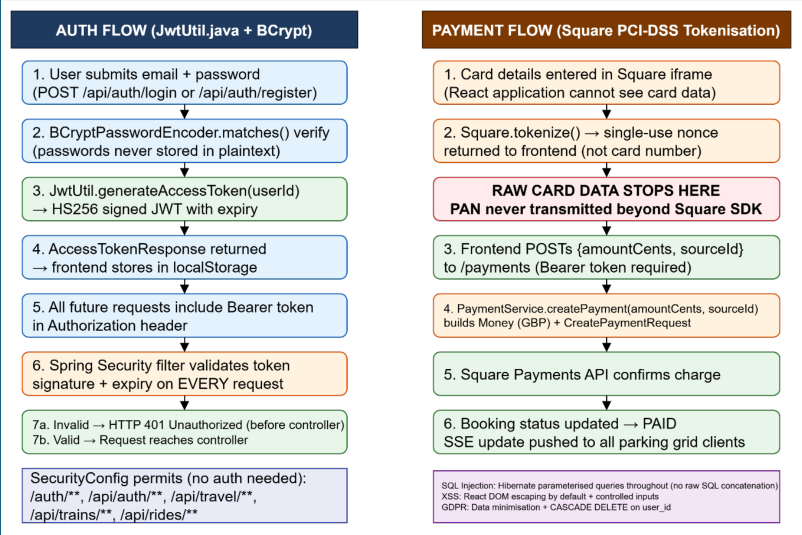 AUTH FLOW (JwtUtil.java + BCrypt)
1. User submits email + password
(POST /api/auth/login or /api/auth/register)
2. BCryptPasswordEncoder.matches() verify
(passwords never stored in plaintext)
3. JwtUtil.generateAccessToken(userId)
→ HS256 signed JWT with expiry
4. AccessTokenResponse returned
→ frontend stores in localStorage
5. All future requests include Bearer token
in Authorization header
6. Spring Security filter validates token
signature + expiry on EVERY request
7a. Invalid → HTTP 401 Unauthorized (before controller)
7b. Valid → Request reaches controller
SecurityConfig permits (no auth needed):
/auth/**, /api/auth/**, /api/travel/**,
/api/trains/**, /api/rides/**
PAYMENT FLOW (Square PCI-DSS Tokenisation)
1. Card details entered in Square iframe
(React application cannot see card data)
2. Square.tokenize() → single-use nonce
returned to frontend (not card number)
RAW CARD DATA STOPS HERE
PAN never transmitted beyond Square SDK
3. Frontend POSTs {amountCents, sourceId}
to /payments (Bearer token required)
4. PaymentService.createPayment(amountCents, sourceId)
builds Money (GBP) + CreatePaymentRequest
5. Square Payments API confirms charge
6. Booking status updated → PAID
SSE update pushed to all parking grid clients
SQL Injection: Hibernate parameterised queries throughout (no raw SQL concatenation)
XSS: React DOM escaping by default + controlled inputs
GDPR: Data minimisation + CASCADE DELETE on user_id